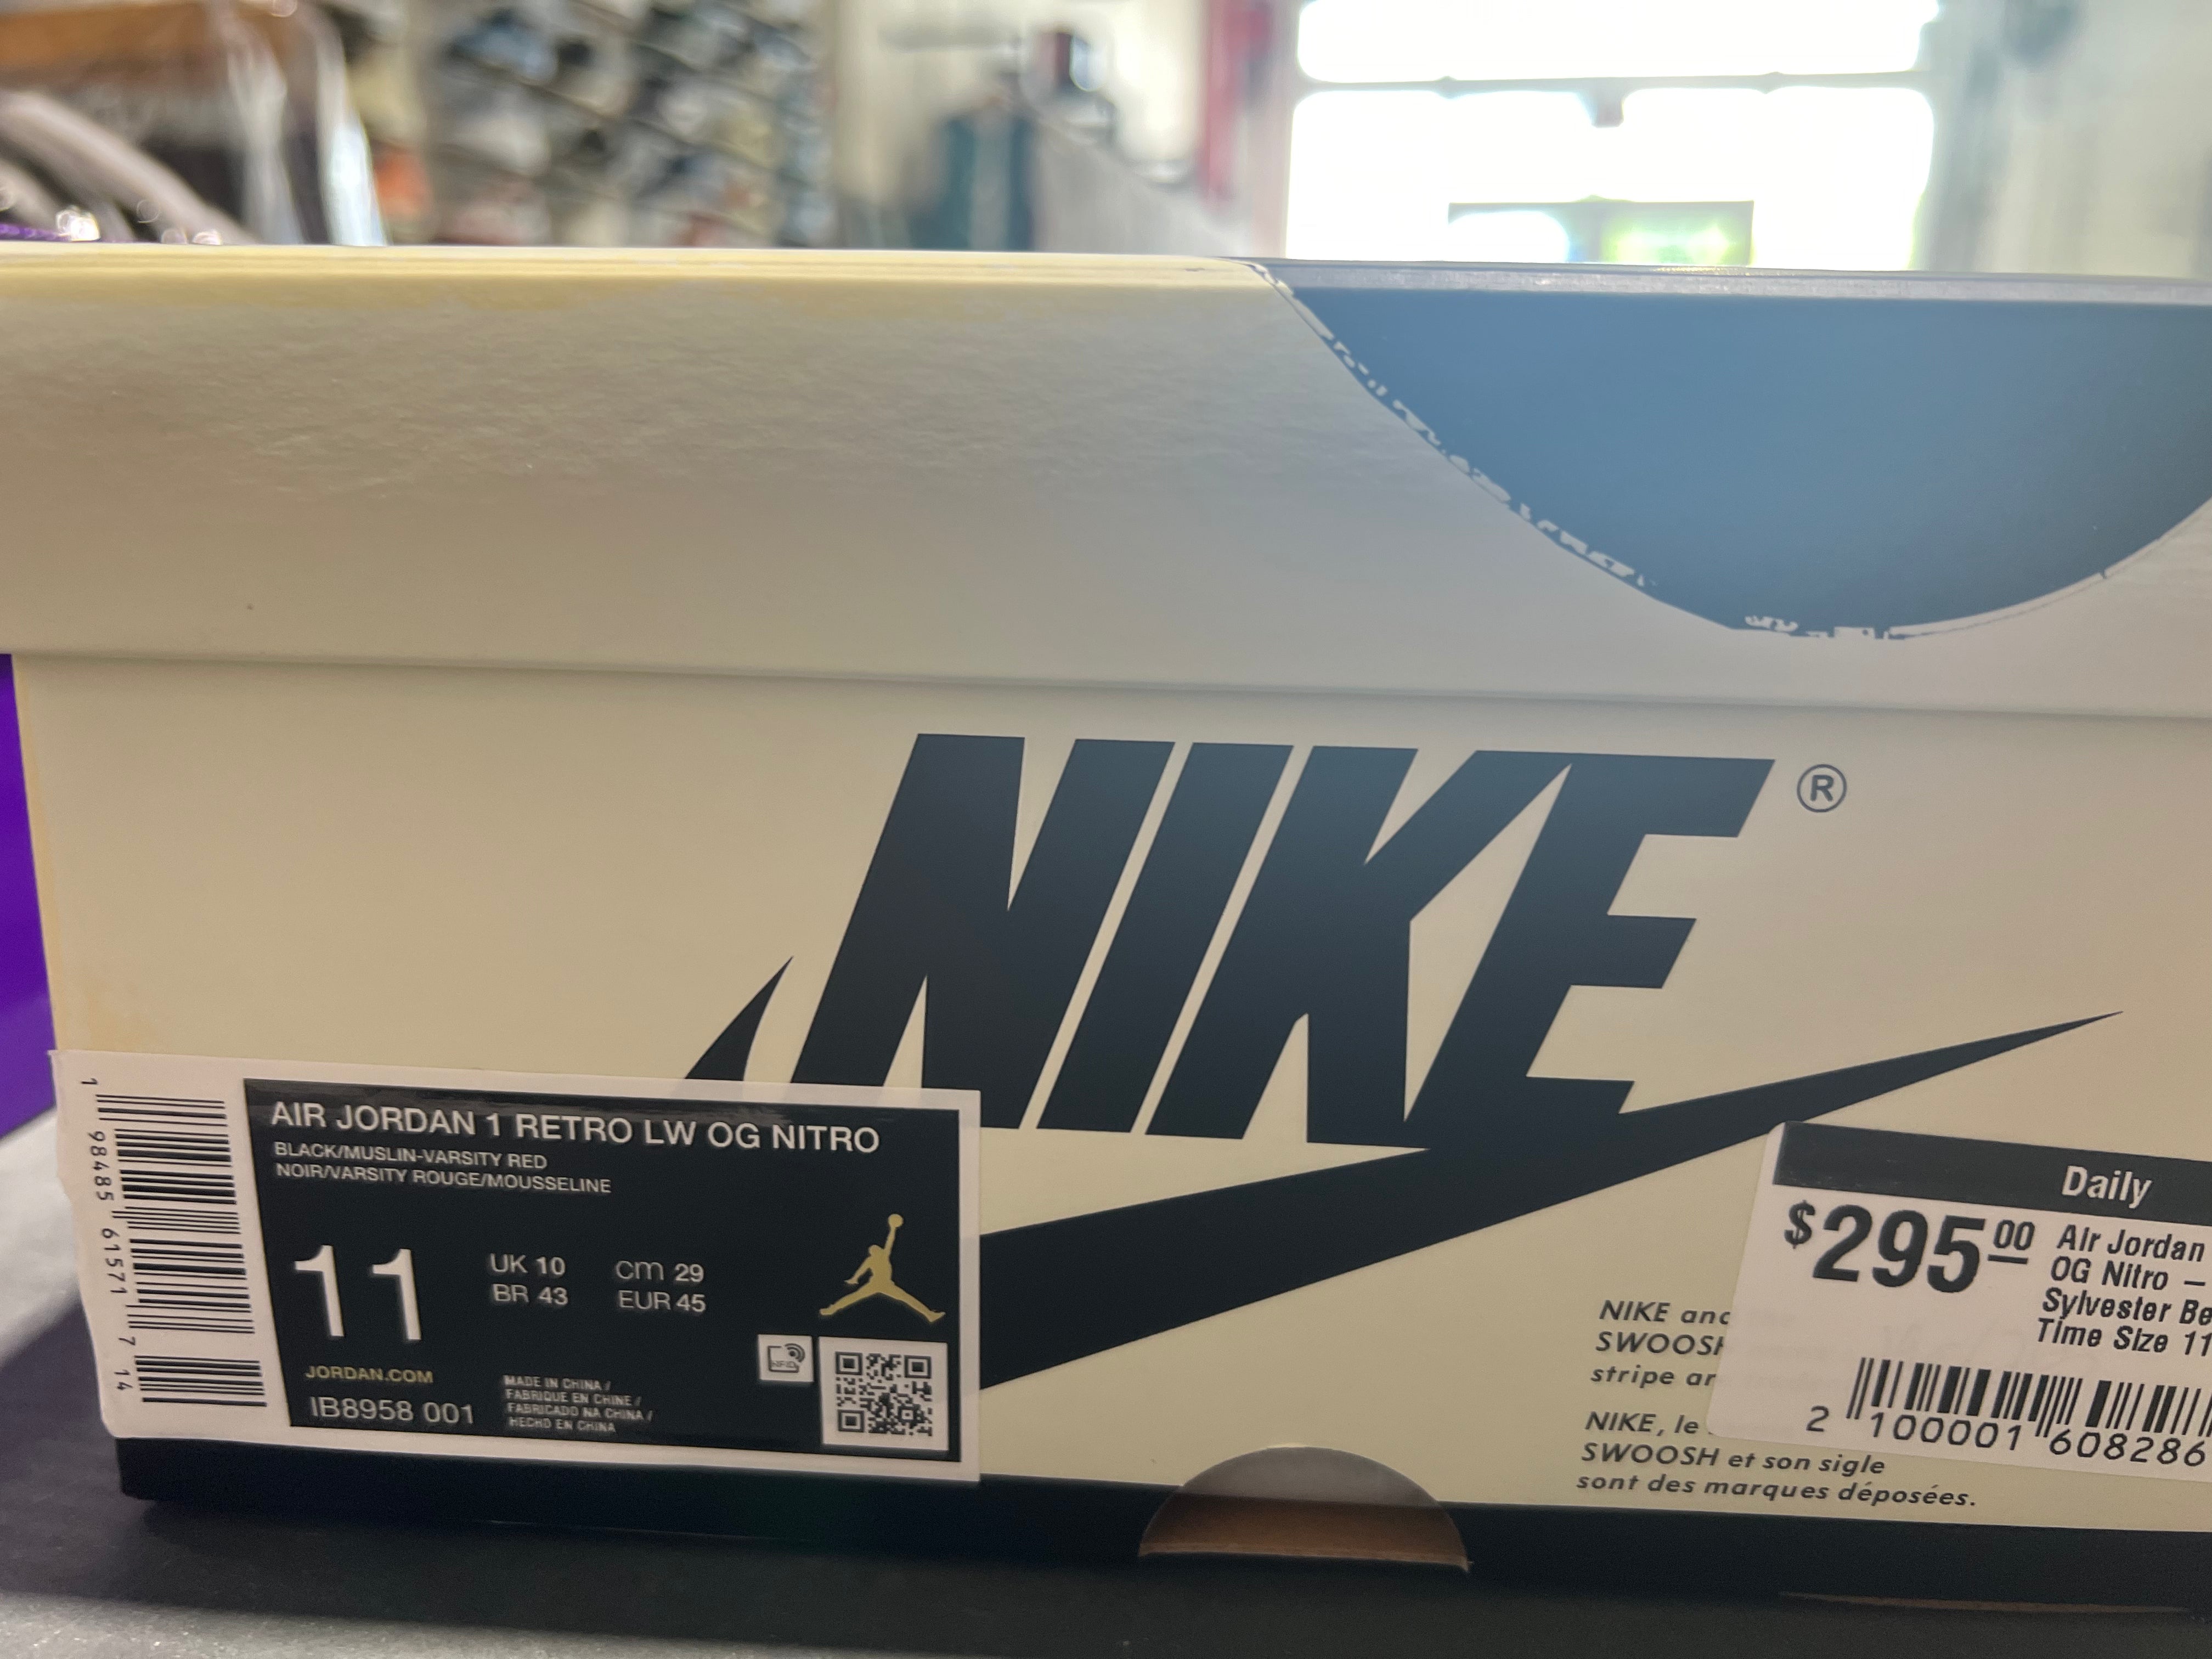 NIKE®
1 98485 61571 7 14
AIR JORDAN 1 RETRO LW OG NITRO
BLACK/MUSLIN-VARSITY RED
NOIR/VARSITY ROUGE/MOUSSELINE
11
UK 10 cm 29
BR 43 EUR 45
JORDAN.COM
IB8958 001
MADE IN CHINA /
FABRIQUE EN CHINE /
FABRICADO NA CHINA /
HECHO EN CHINA
Daily
$295.00
Air Jordan
OG Nitro –
Sylvester Be
Time Size 11
2 100001 608286
NIKE and
SWOOSH
stripe ar
NIKE, le
SWOOSH et son sigle
sont des marques déposées.